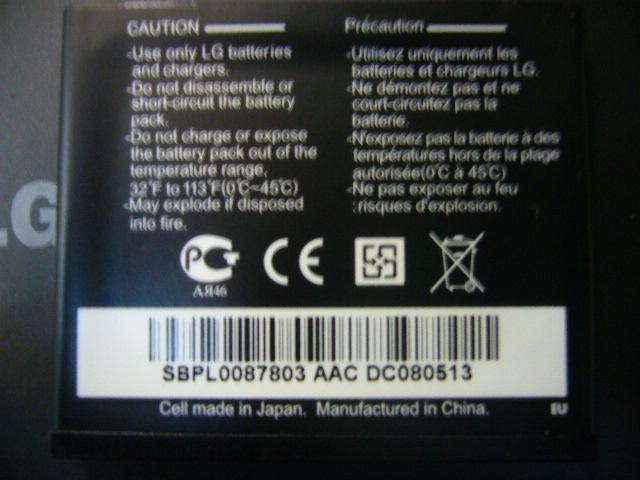 CAUTION
-Use only LG batteries
and chargers.
-Do not disassemble or
short-circuit the battery
pack.
-Do not charge or expose
the battery pack out of the
temperature range,
32°F to 113°F(0°C~45°C)
-May explode if disposed
into fire.
Précaution
-Utilisez uniquement les
batteries et chargeurs LG.
-Ne démontez pas et ne
court-circuitez pas la
batterie.
-N'exposez pas la batterie à des
températures hors de la plage
autorisée(0°C à 45°C)
-Ne pas exposer au feu
:risques d'explosion.
LG
АЯ46
CE
SBPL0087803 AAC DC080513
Cell made in Japan. Manufactured in China.
EU